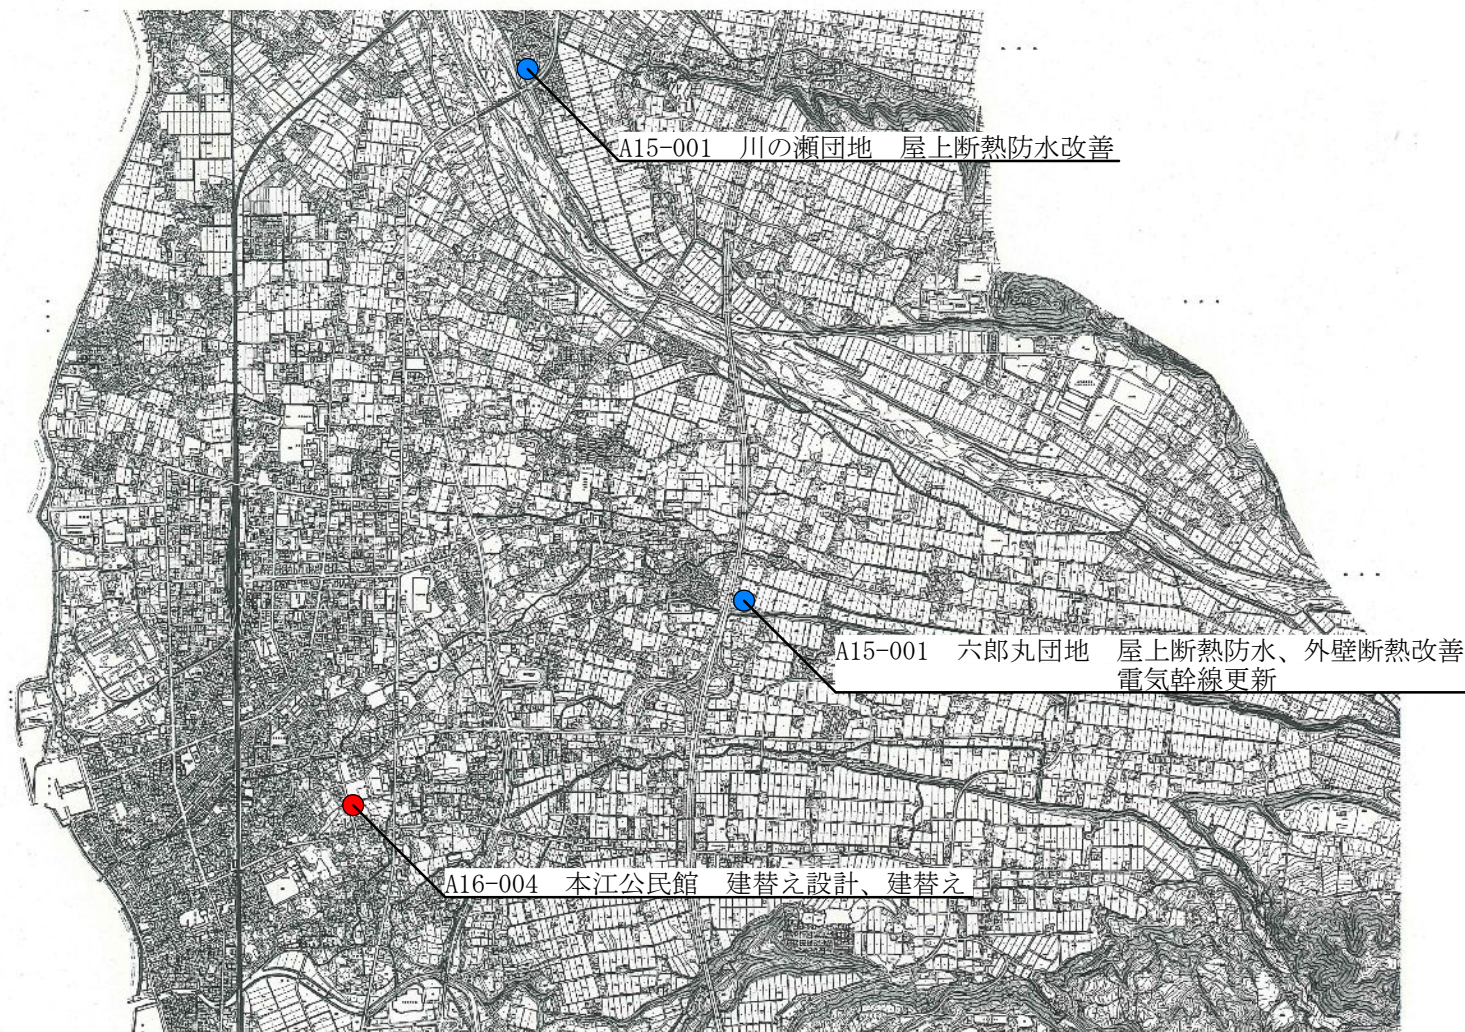 A15-001　川の瀬団地　屋上断熱防水改善
A15-001　六郎丸団地　屋上断熱防水、外壁断熱改善
電気幹線更新
A16-004　本江公民館　建替え設計、建替え